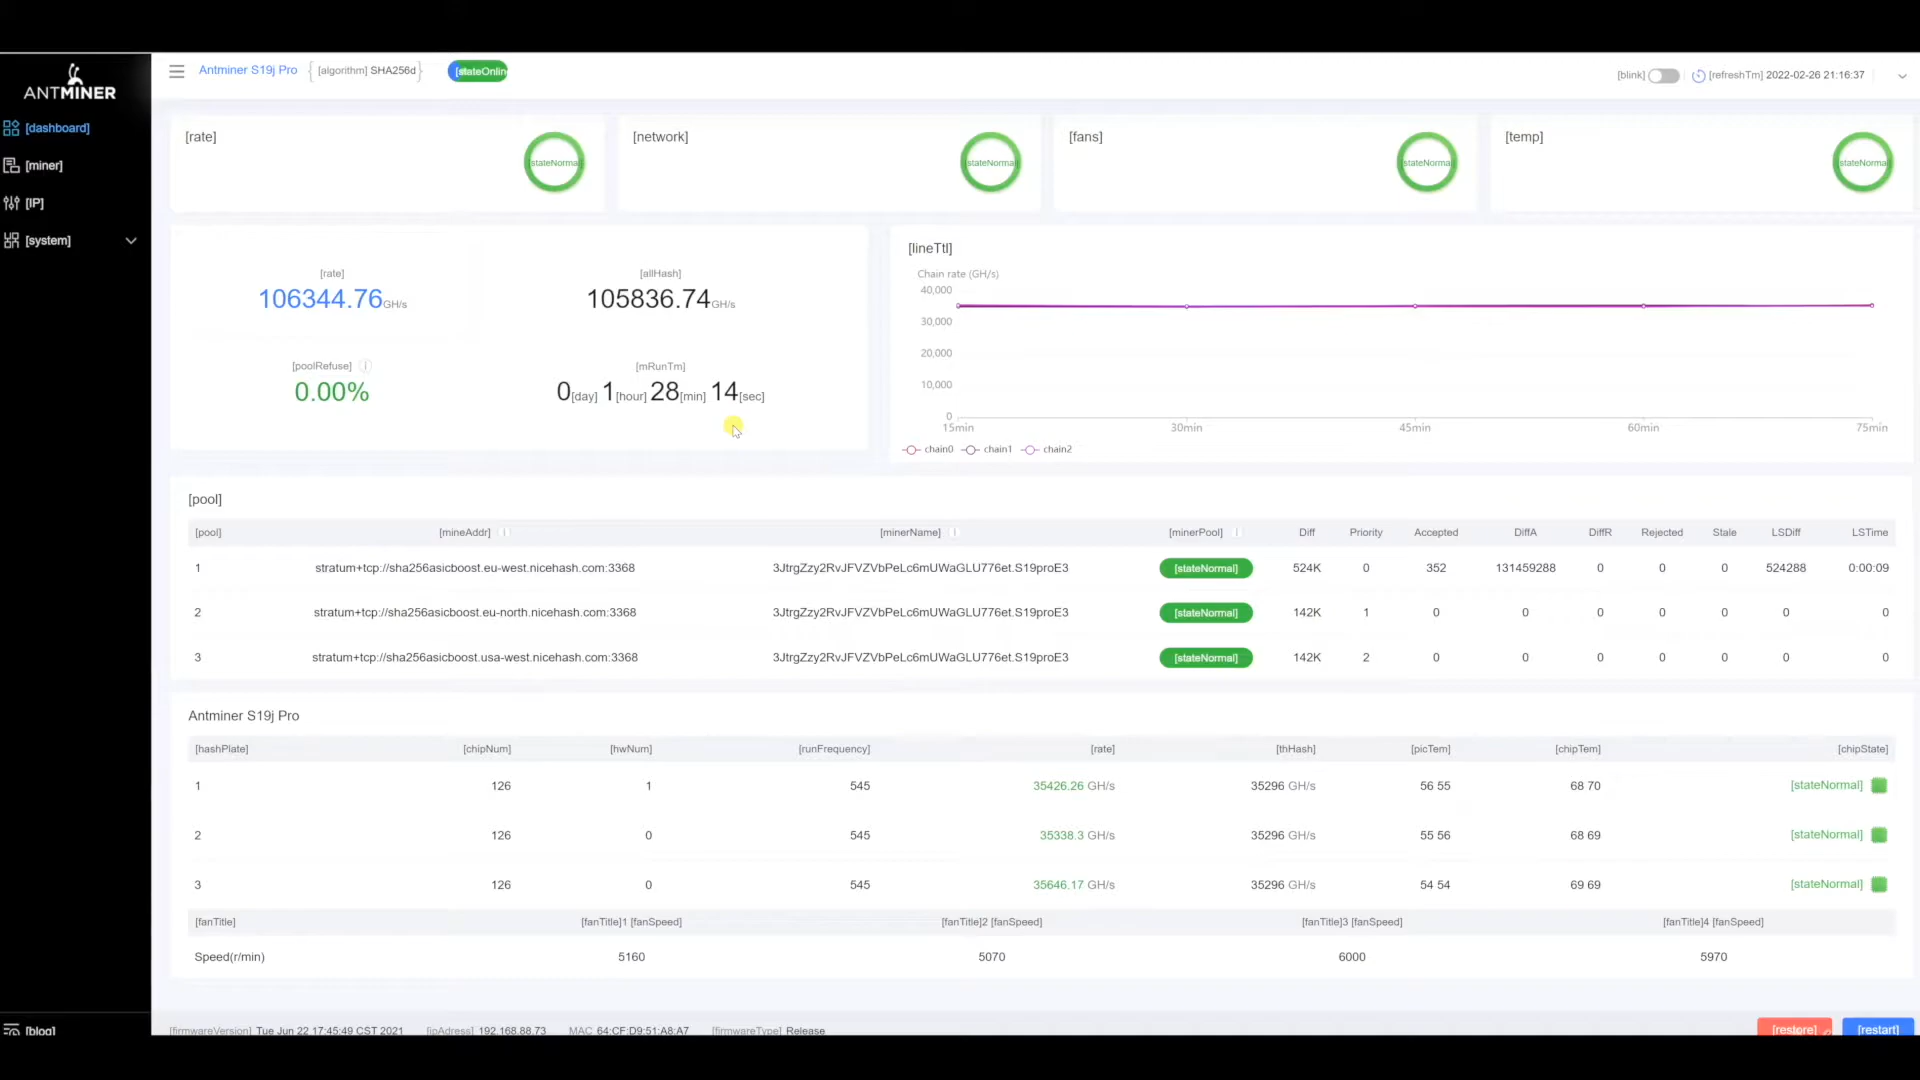 ANTMINER
[dashboard]
[miner]
[IP]
[system]
[blog]
Antminer S19j Pro [algorithm] SHA256d [stateOnlin
[blink] [refreshTm] 2022-02-26 21:16:37
[rate] [stateNormal
[network] [stateNormal
[fans] [stateNormal
[temp] [stateNormal
[rate] [allHash]
106344.76GH/s 105836.74GH/s
[poolRefuse] [mRunTm]
0.00% 0[day] 1[hour] 28[min] 14[sec]
[lineTtl]
Chain rate (GH/s)
40,000
30,000
20,000
10,000
0
15min 30min 45min 60min 75min
chain0 chain1 chain2
[pool]
[pool] [mineAddr] [minerName] [minerPool] Diff Priority Accepted DiffA DiffR Rejected Stale LSDiff LSTime
1 stratum+tcp://sha256asicboost.eu-west.nicehash.com:3368 3JtrgZzy2RvJFVZVbPeLc6mUWaGLU776et.S19proE3 [stateNormal] 524K 0 352 131459288 0 0 0 524288 0:00:09
2 stratum+tcp://sha256asicboost.eu-north.nicehash.com:3368 3JtrgZzy2RvJFVZVbPeLc6mUWaGLU776et.S19proE3 [stateNormal] 142K 1 0 0 0 0 0 0 0
3 stratum+tcp://sha256asicboost.usa-west.nicehash.com:3368 3JtrgZzy2RvJFVZVbPeLc6mUWaGLU776et.S19proE3 [stateNormal] 142K 2 0 0 0 0 0 0 0
Antminer S19j Pro
[hashPlate] [chipNum] [hwNum] [runFrequency] [rate] [thHash] [picTem] [chipTem] [chipState]
1 126 1 545 35426.26 GH/s 35296 GH/s 56 55 68 70 [stateNormal]
2 126 0 545 35338.3 GH/s 35296 GH/s 55 56 68 69 [stateNormal]
3 126 0 545 35646.17 GH/s 35296 GH/s 54 54 69 69 [stateNormal]
[fanTitle] [fanTitle]1 [fanSpeed] [fanTitle]2 [fanSpeed] [fanTitle]3 [fanSpeed] [fanTitle]4 [fanSpeed]
Speed(r/min) 5160 5070 6000 5970
[firmwareVersion] Tue Jun 22 17:45:49 CST 2021 [ipAdress] 192.168.88.73 MAC 64:CF:D9:51:A8:A7 [firmwareType] Release [restore] [restart]